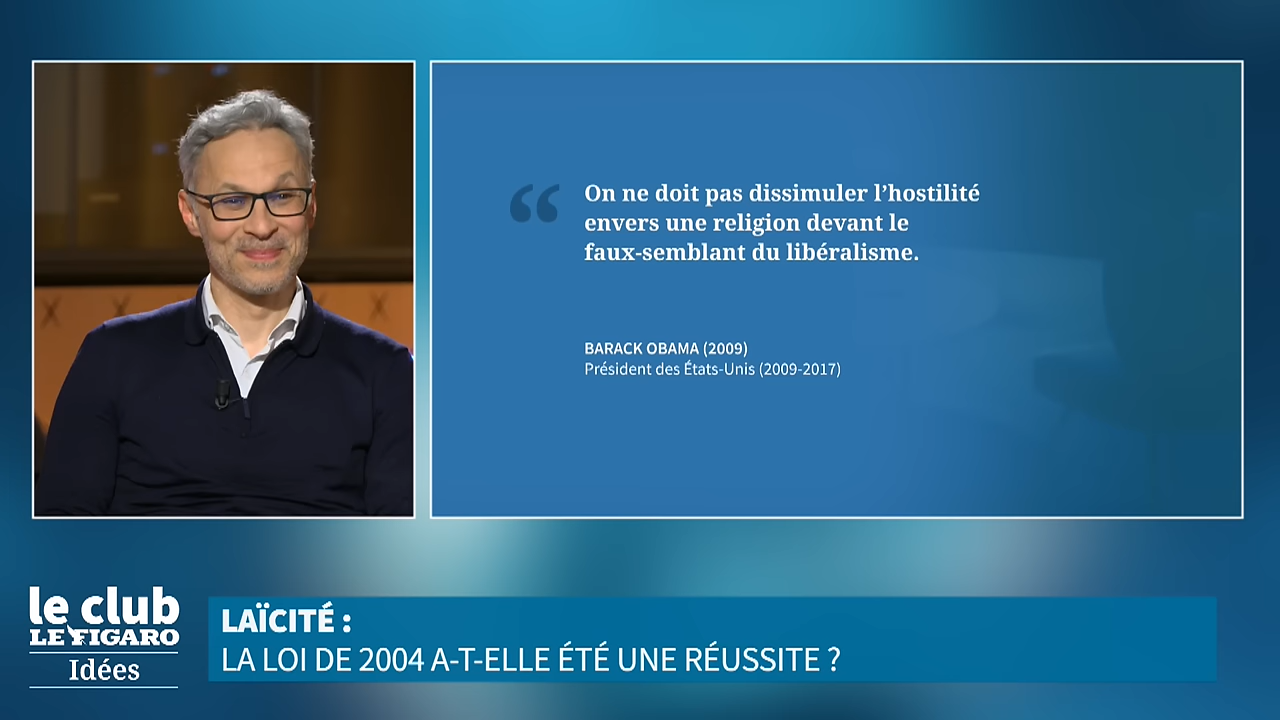 “ On ne doit pas dissimuler l’hostilité
envers une religion devant le
faux-semblant du libéralisme.
BARACK OBAMA (2009)
Président des États-Unis (2009-2017)
le club
LE FIGARO
Idées
LAÏCITÉ :
LA LOI DE 2004 A-T-ELLE ÉTÉ UNE RÉUSSITE ?